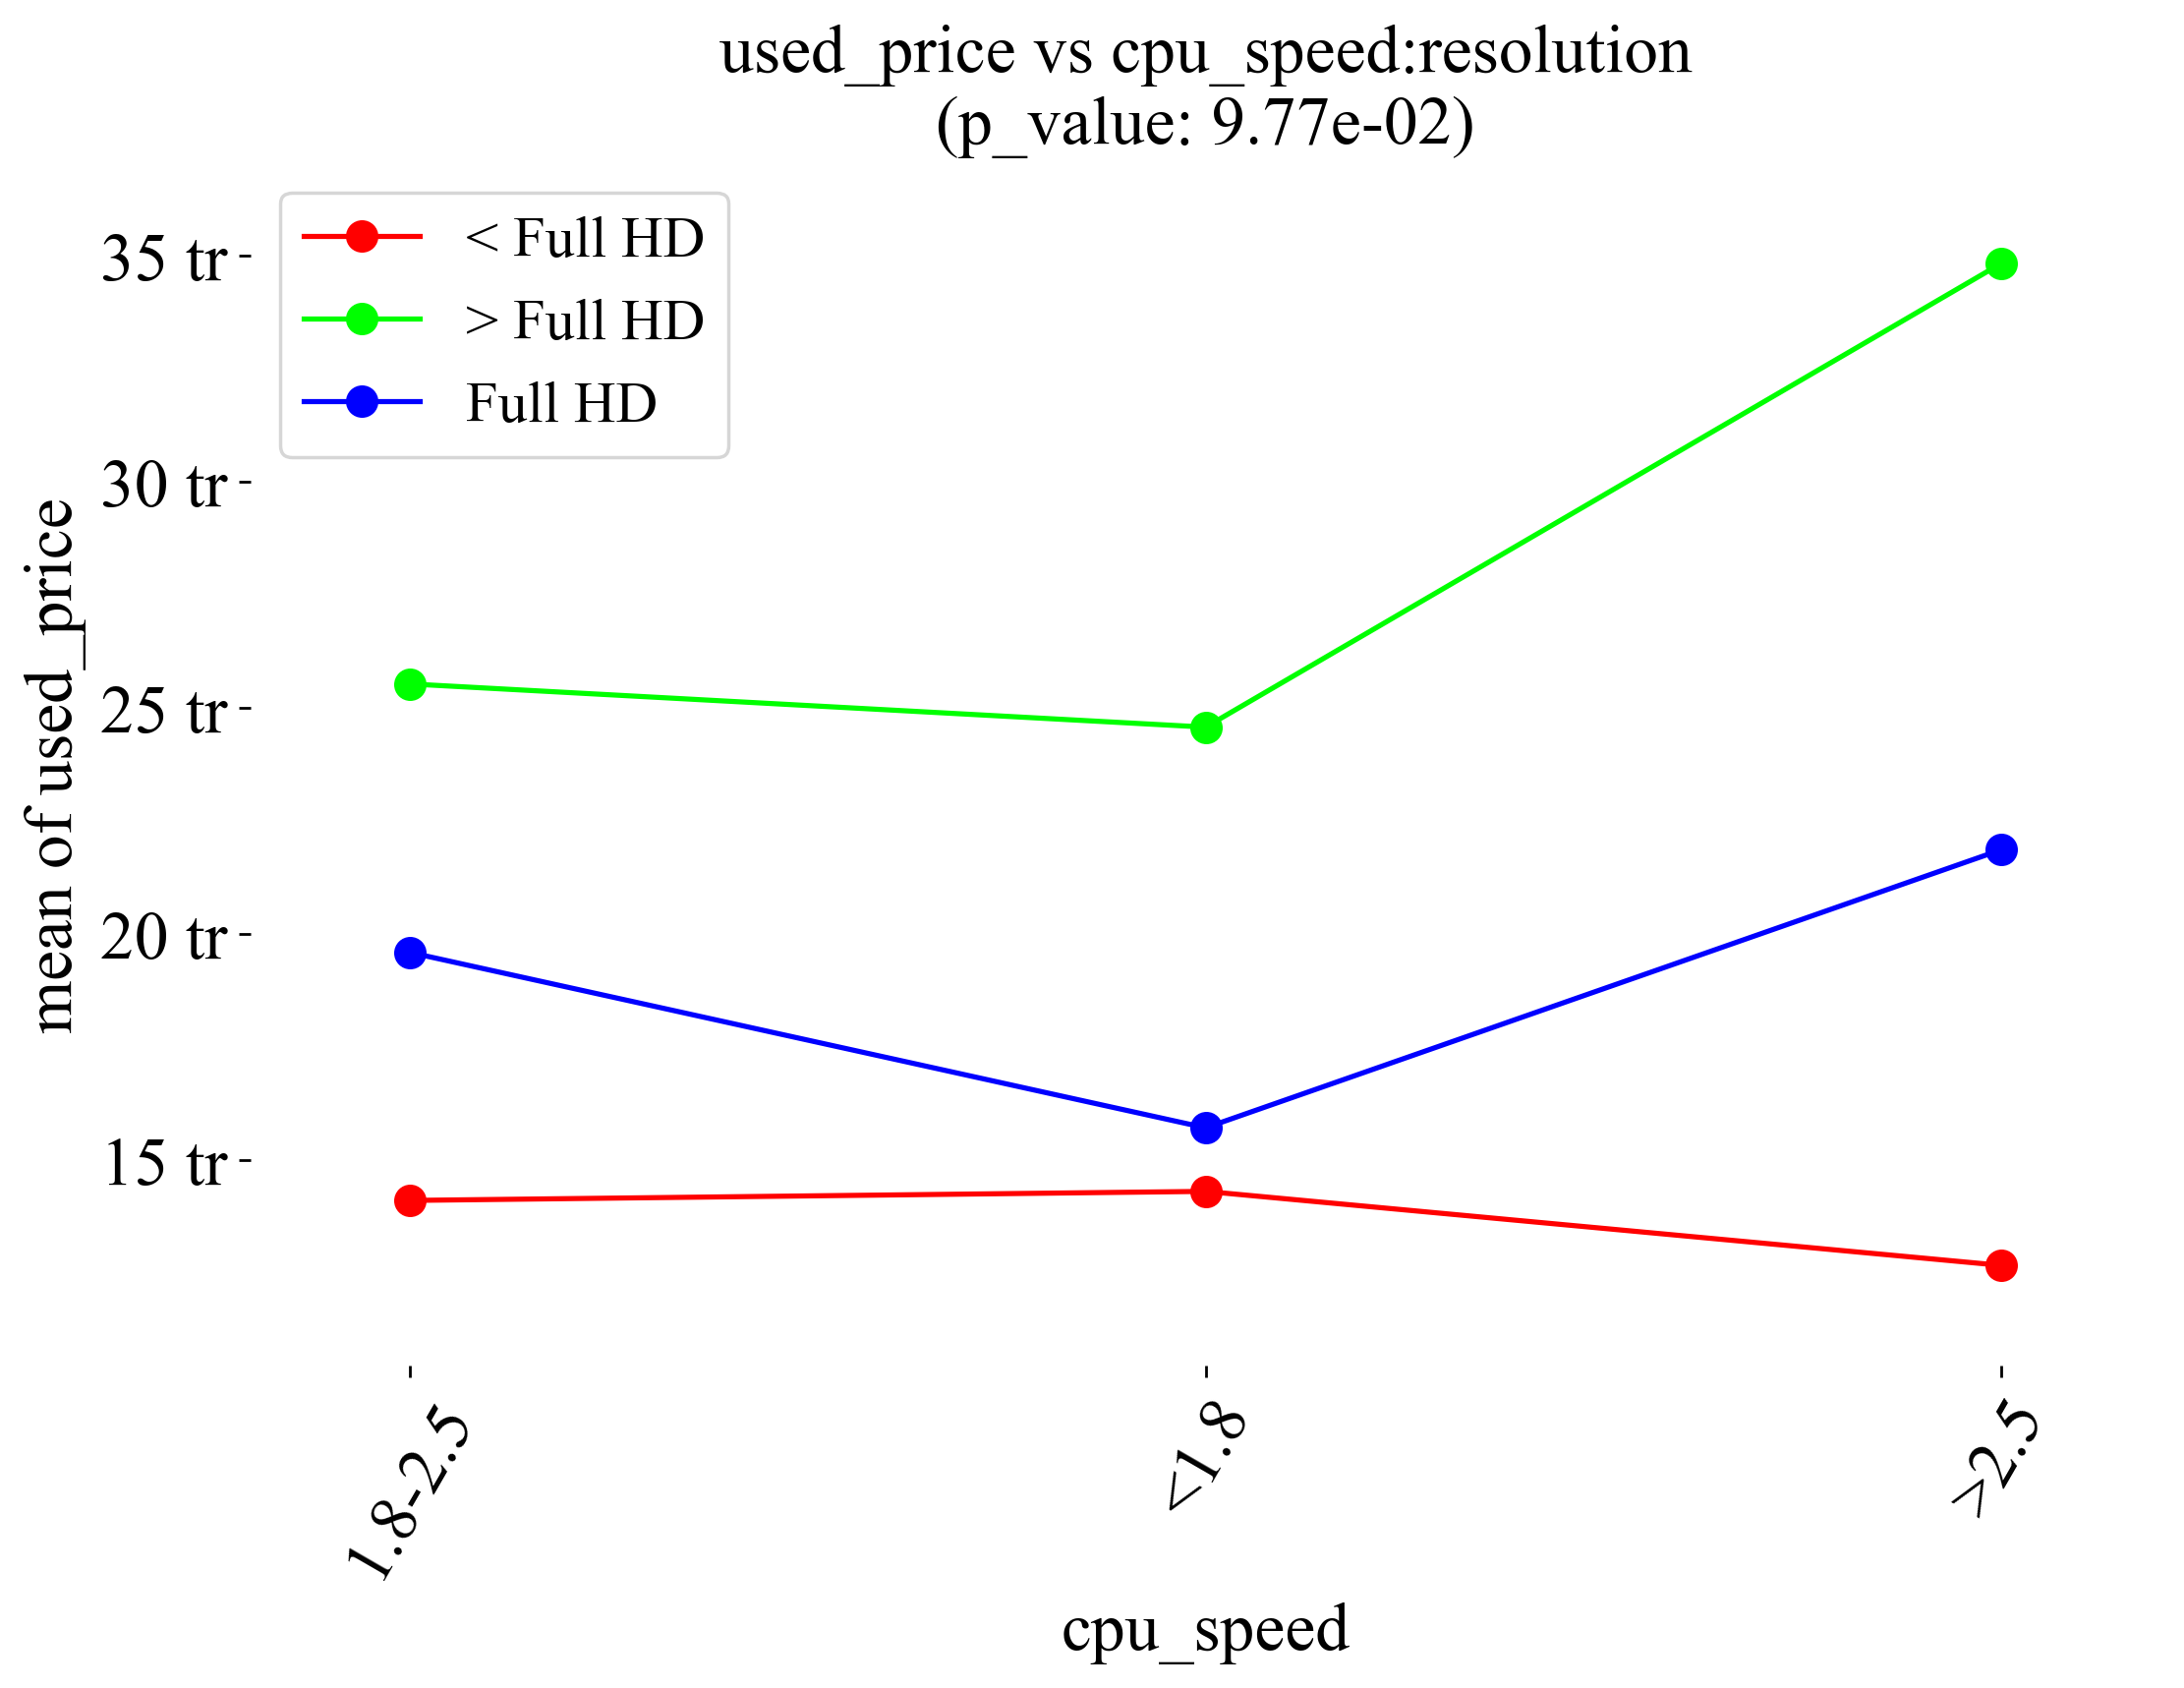 used_price vs cpu_speed:resolution
(p_value: 9.77e-02)
< Full HD
> Full HD
Full HD
35 tr
30 tr
25 tr
20 tr
15 tr
mean of used_price
1.8-2.5
<1.8
>2.5
cpu_speed